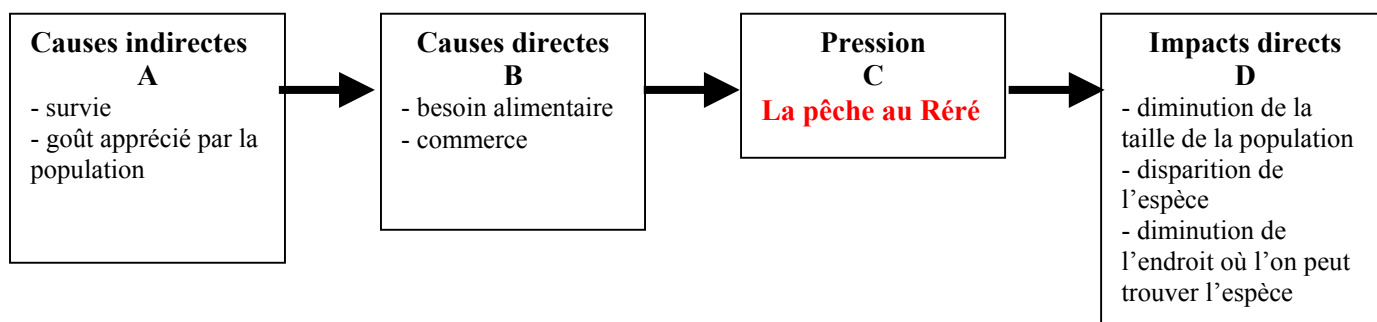 Causes indirectes
A
- survie
- goût apprécié par la
population
Causes directes
B
- besoin alimentaire
- commerce
Pression
C
La pêche au Réré
Impacts directs
D
- diminution de la
taille de la population
- disparition de
l’espèce
- diminution de
l’endroit où l’on peut
trouver l’espèce